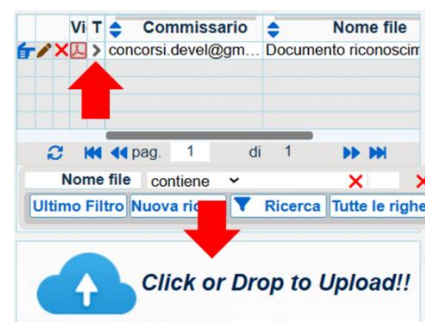 Vi T Commissario Nome file
concorsi.devel@gm... Documento riconoscim
pag. 1 di 1
Nome file contiene
Ultimo Filtro Nuova ri Ricerca Tutte le righe
Click or Drop to Upload!!